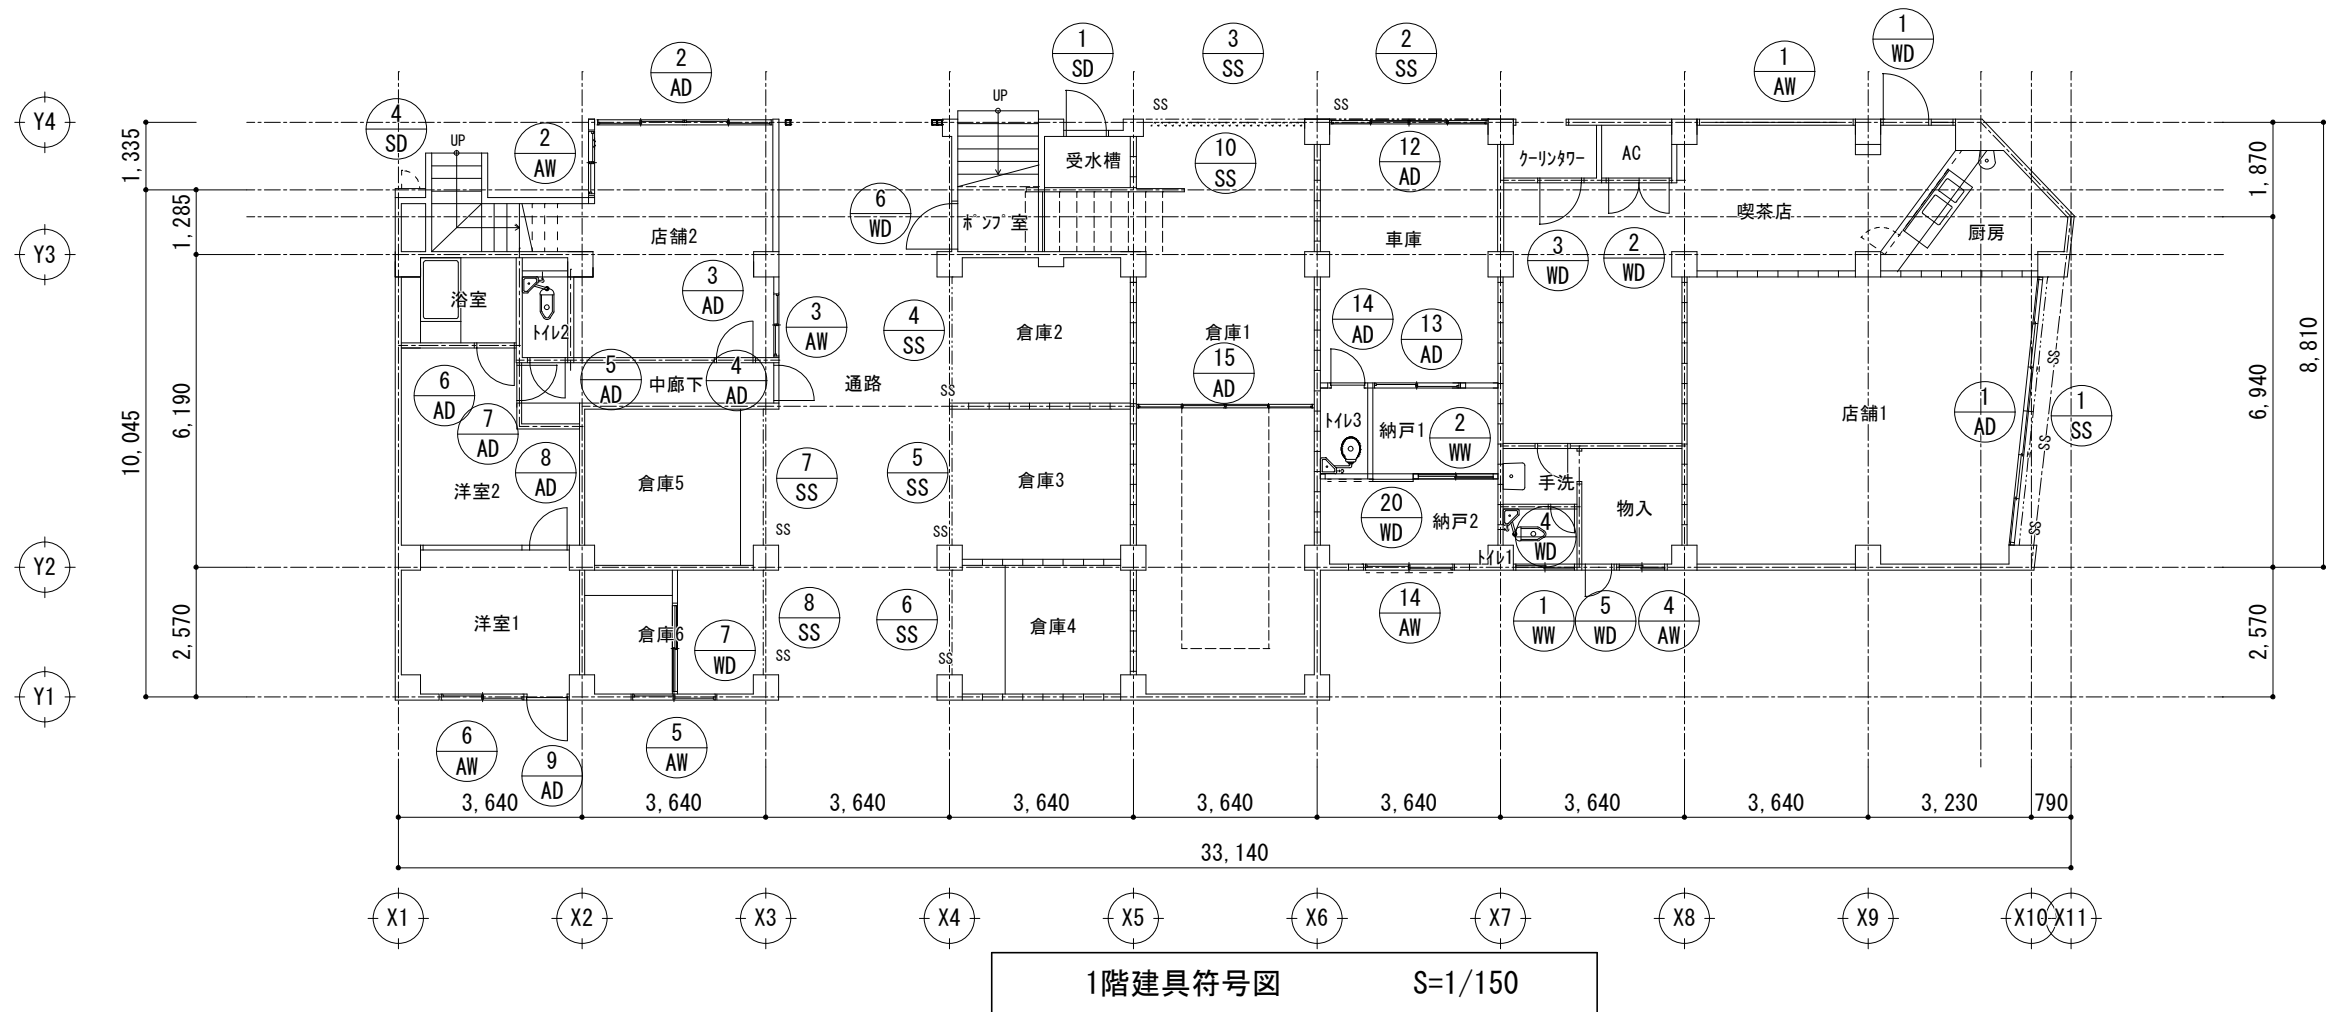 1
WD
1
SD
3
SS
2
SS
1
AW
2
AD
UP
SS
SS
4
SD
UP
2
AW
Y4
受水槽
10
SS
12
AD
クーリンタワー
AC
1,335
1,870
6
WD
ポンプ室
店舗2
喫茶店
厨房
車庫
1,285
Y3
3
WD
2
WD
浴室
トイレ2
3
AD
3
AW
4
SS
倉庫2
倉庫1
14
AD
13
AD
8,810
SS
6
AD
5
AD
中廊下
4
AD
通路
SS
15
AD
10,045
6,190
6,940
7
AD
トイレ3
納戸1
2
WW
店舗1
1
AD
SS
1
SS
洋室2
8
AD
倉庫5
7
SS
5
SS
倉庫3
手洗
物入
20
WD
納戸2
4
WD
トイレ1
SS
SS
SS
Y2
2,570
洋室1
倉庫6
7
WD
8
SS
6
SS
倉庫4
14
AW
1
WW
5
WD
4
AW
2,570
SS
SS
Y1
6
AW
9
AD
5
AW
3,640
3,640
3,640
3,640
3,640
3,640
3,640
3,640
3,230
790
33,140
X1
X2
X3
X4
X5
X6
X7
X8
X9
X10
X11
1階建具符号図 S=1/150